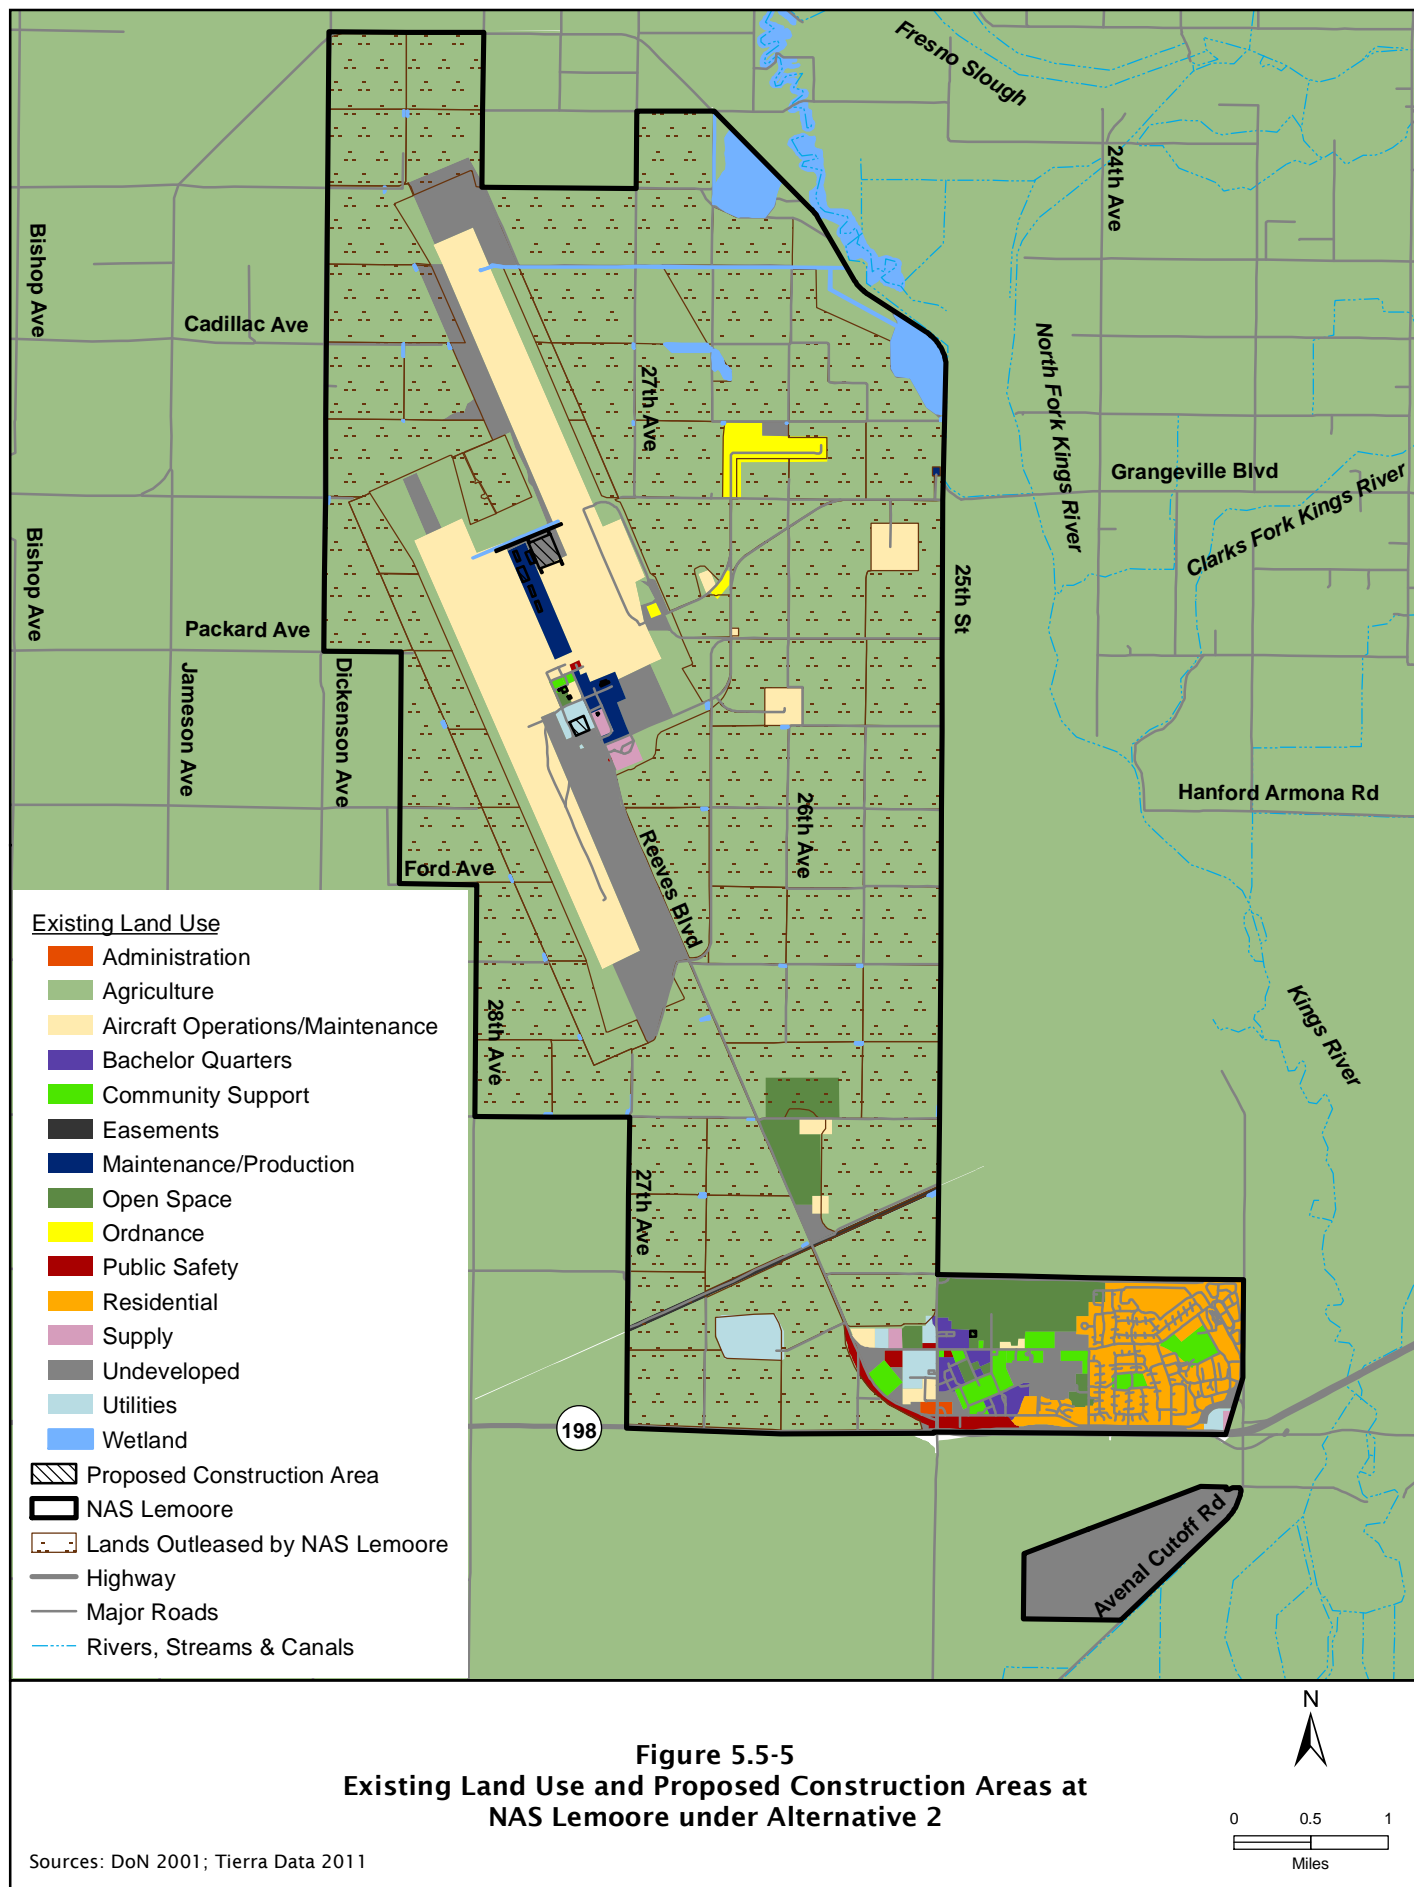 Fresno Slough
24th Ave
Bishop Ave
Cadillac Ave
27th Ave
North Fork Kings River
Grangeville Blvd
Clarks Fork Kings River
Bishop Ave
25th St
Packard Ave
Jameson Ave
Dickenson Ave
Hanford Armona Rd
26th Ave
Reeves Blvd
Ford Ave
28th Ave
Kings River
27th Ave
198
Avenal Cutoff Rd
Existing Land Use
Administration
Agriculture
Aircraft Operations/Maintenance
Bachelor Quarters
Community Support
Easements
Maintenance/Production
Open Space
Ordnance
Public Safety
Residential
Supply
Undeveloped
Utilities
Wetland
Proposed Construction Area
NAS Lemoore
Lands Outleased by NAS Lemoore
Highway
Major Roads
Rivers, Streams & Canals
N
Figure 5.5-5
Existing Land Use and Proposed Construction Areas at
NAS Lemoore under Alternative 2
0 0.5 1
Miles
Sources: DoN 2001; Tierra Data 2011